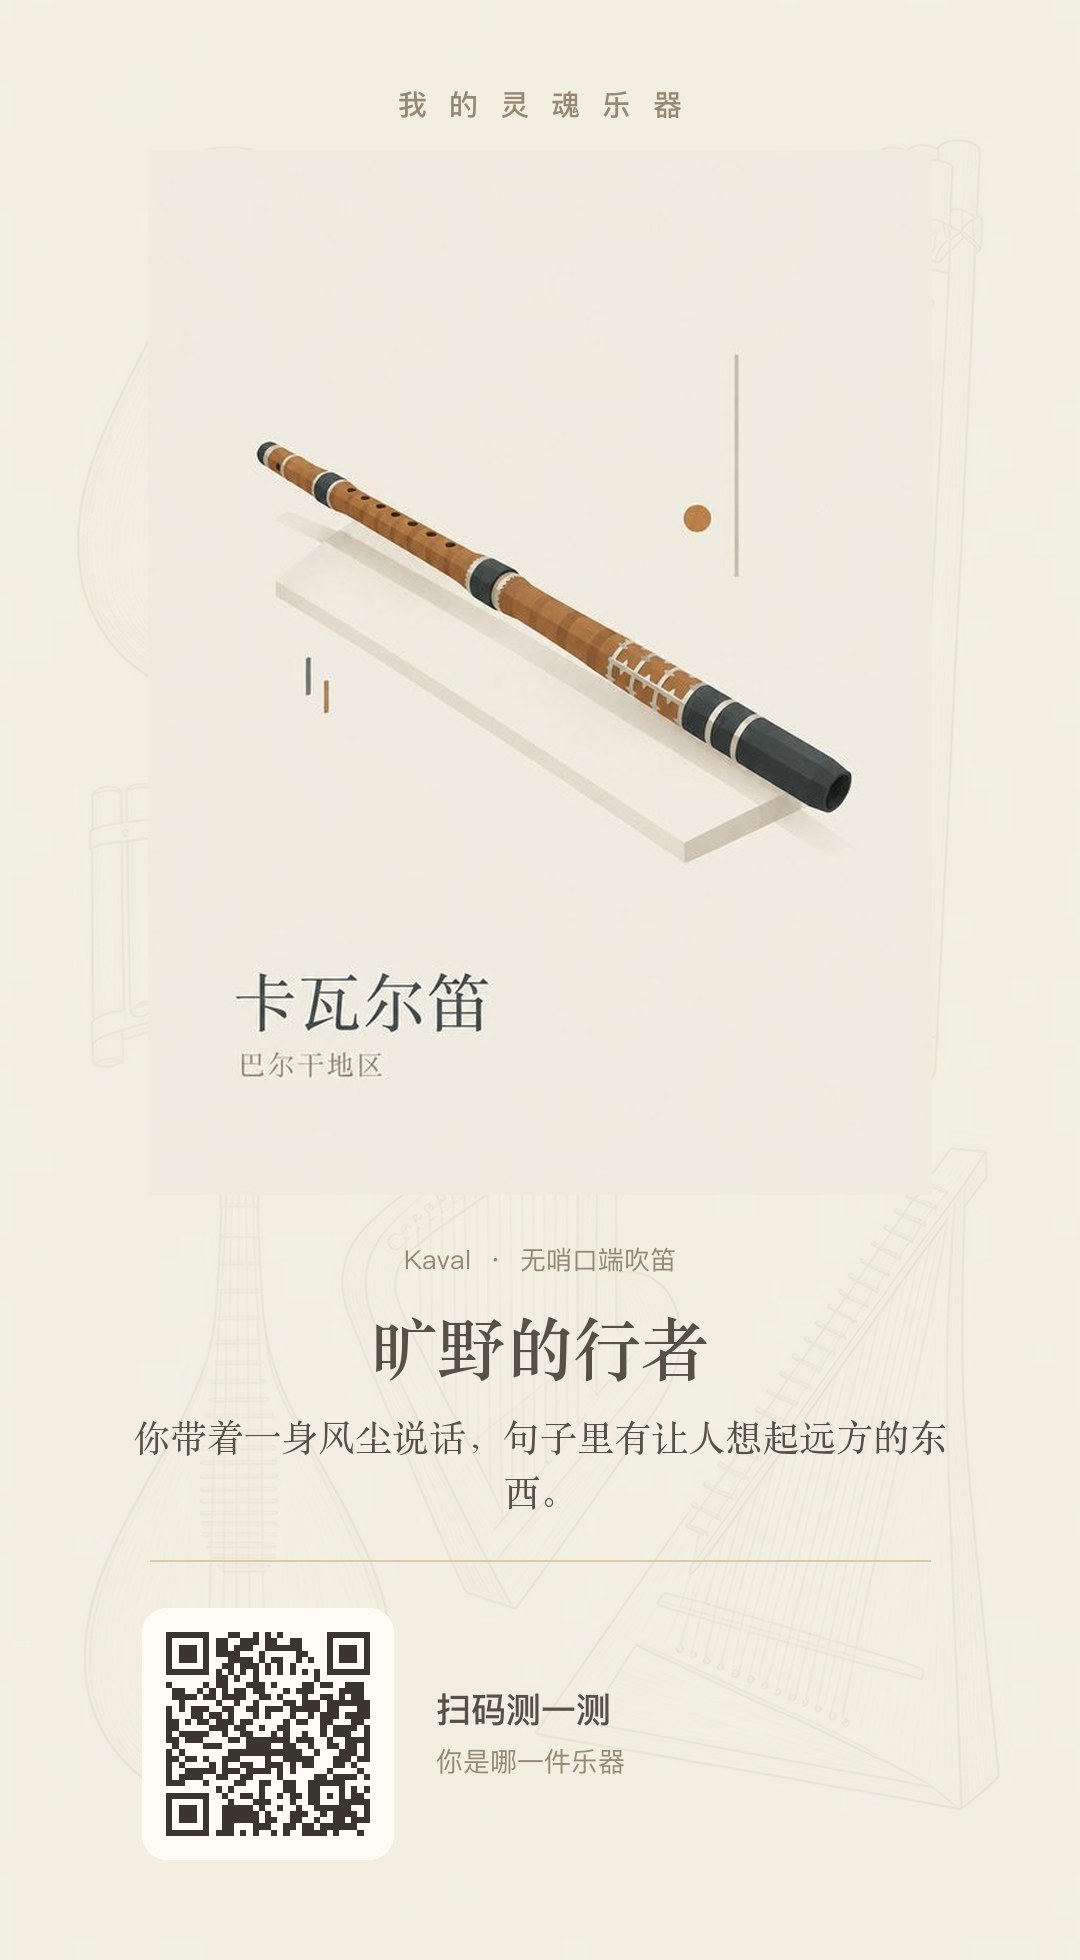 我的灵魂乐器
卡瓦尔笛
巴尔干地区
Kaval · 无哨口端吹笛
旷野的行者
你带着一身风尘说话，句子里有让人想起远方的东
西。
扫码测一测
你是哪一件乐器